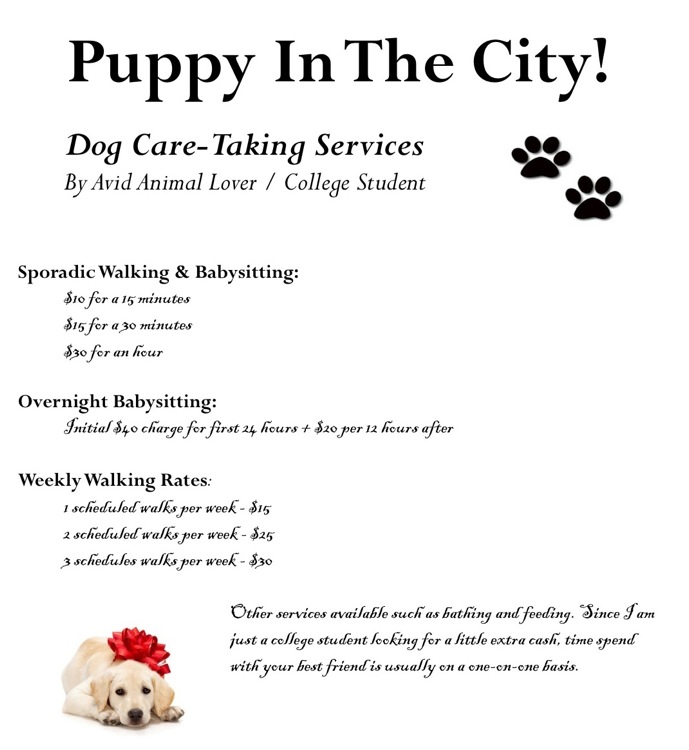 Puppy In The City!
Dog Care-Taking Services
By Avid Animal Lover / College Student
Sporadic Walking & Babysitting:
$10 for a 15 minutes
$15 for a 30 minutes
$30 for an hour
Overnight Babysitting:
Initial $40 charge for first 24 hours + $20 per 12 hours after
Weekly Walking Rates:
1 scheduled walks per week - $15
2 scheduled walks per week - $25
3 schedules walks per week - $30
Other services available such as bathing and feeding. Since I am
just a college student looking for a little extra cash, time spend
with your best friend is usually on a one-on-one basis.